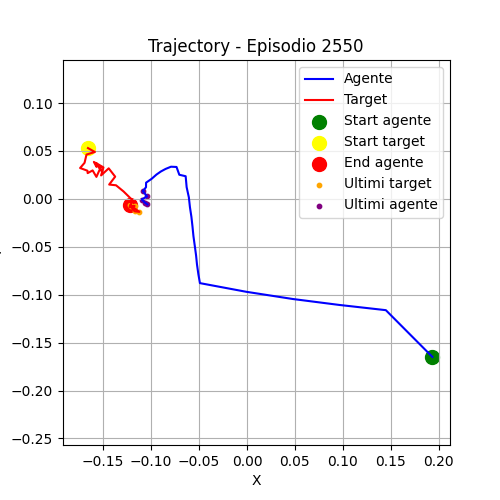 Trajectory - Episodio 2550
Agente
Target
Start agente
Start target
End agente
Ultimi target
Ultimi agente
0.10
0.05
0.00
−0.05
−0.10
−0.15
−0.20
−0.25
−0.15 −0.10 −0.05 0.00 0.05 0.10 0.15 0.20
X